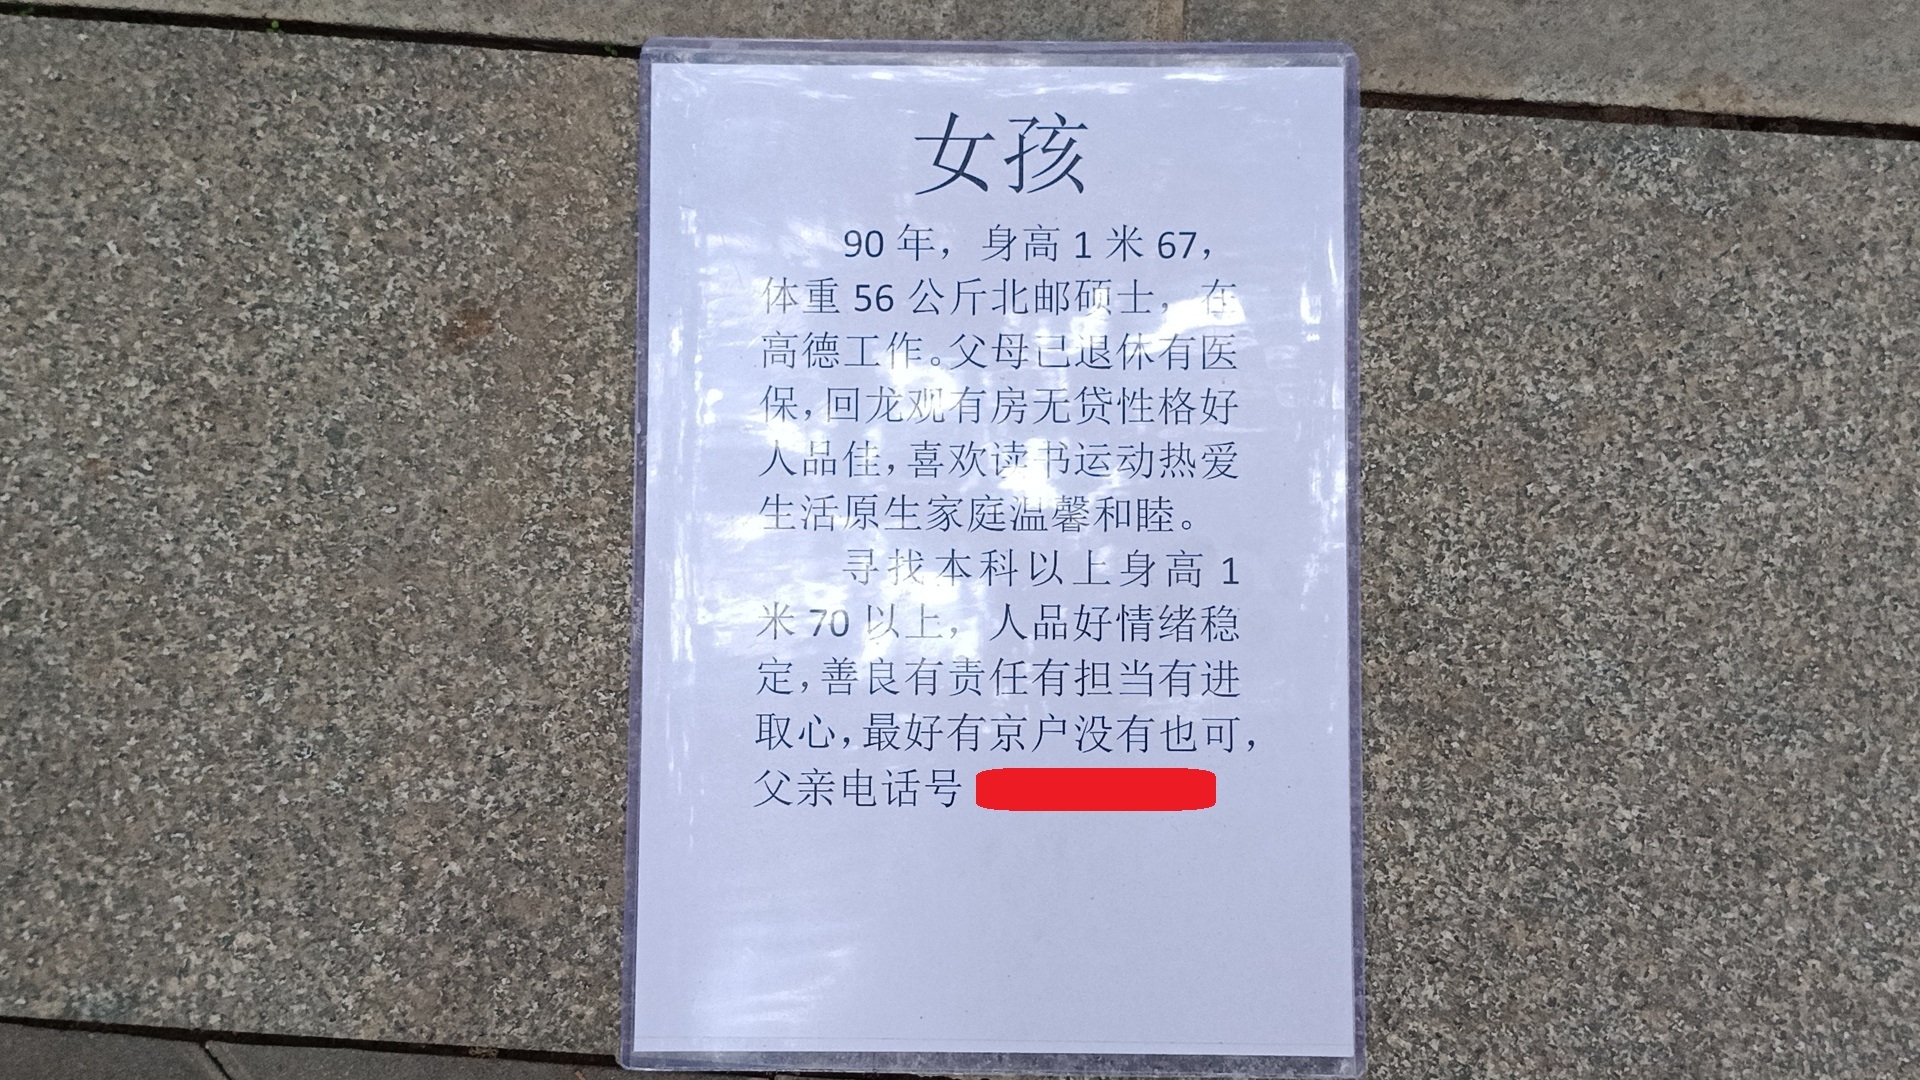 女孩
90 年，身高 1 米 67，
体重 56 公斤北邮硕士，在
高德工作。父母已退休有医
保，回龙观有房无贷性格好
人品佳，喜欢读书运动热爱
生活原生家庭温馨和睦。
寻找本科以上身高 1
米 70 以上，人品好情绪稳
定，善良有责任有担当有进
取心，最好有京户没有也可，
父亲电话号